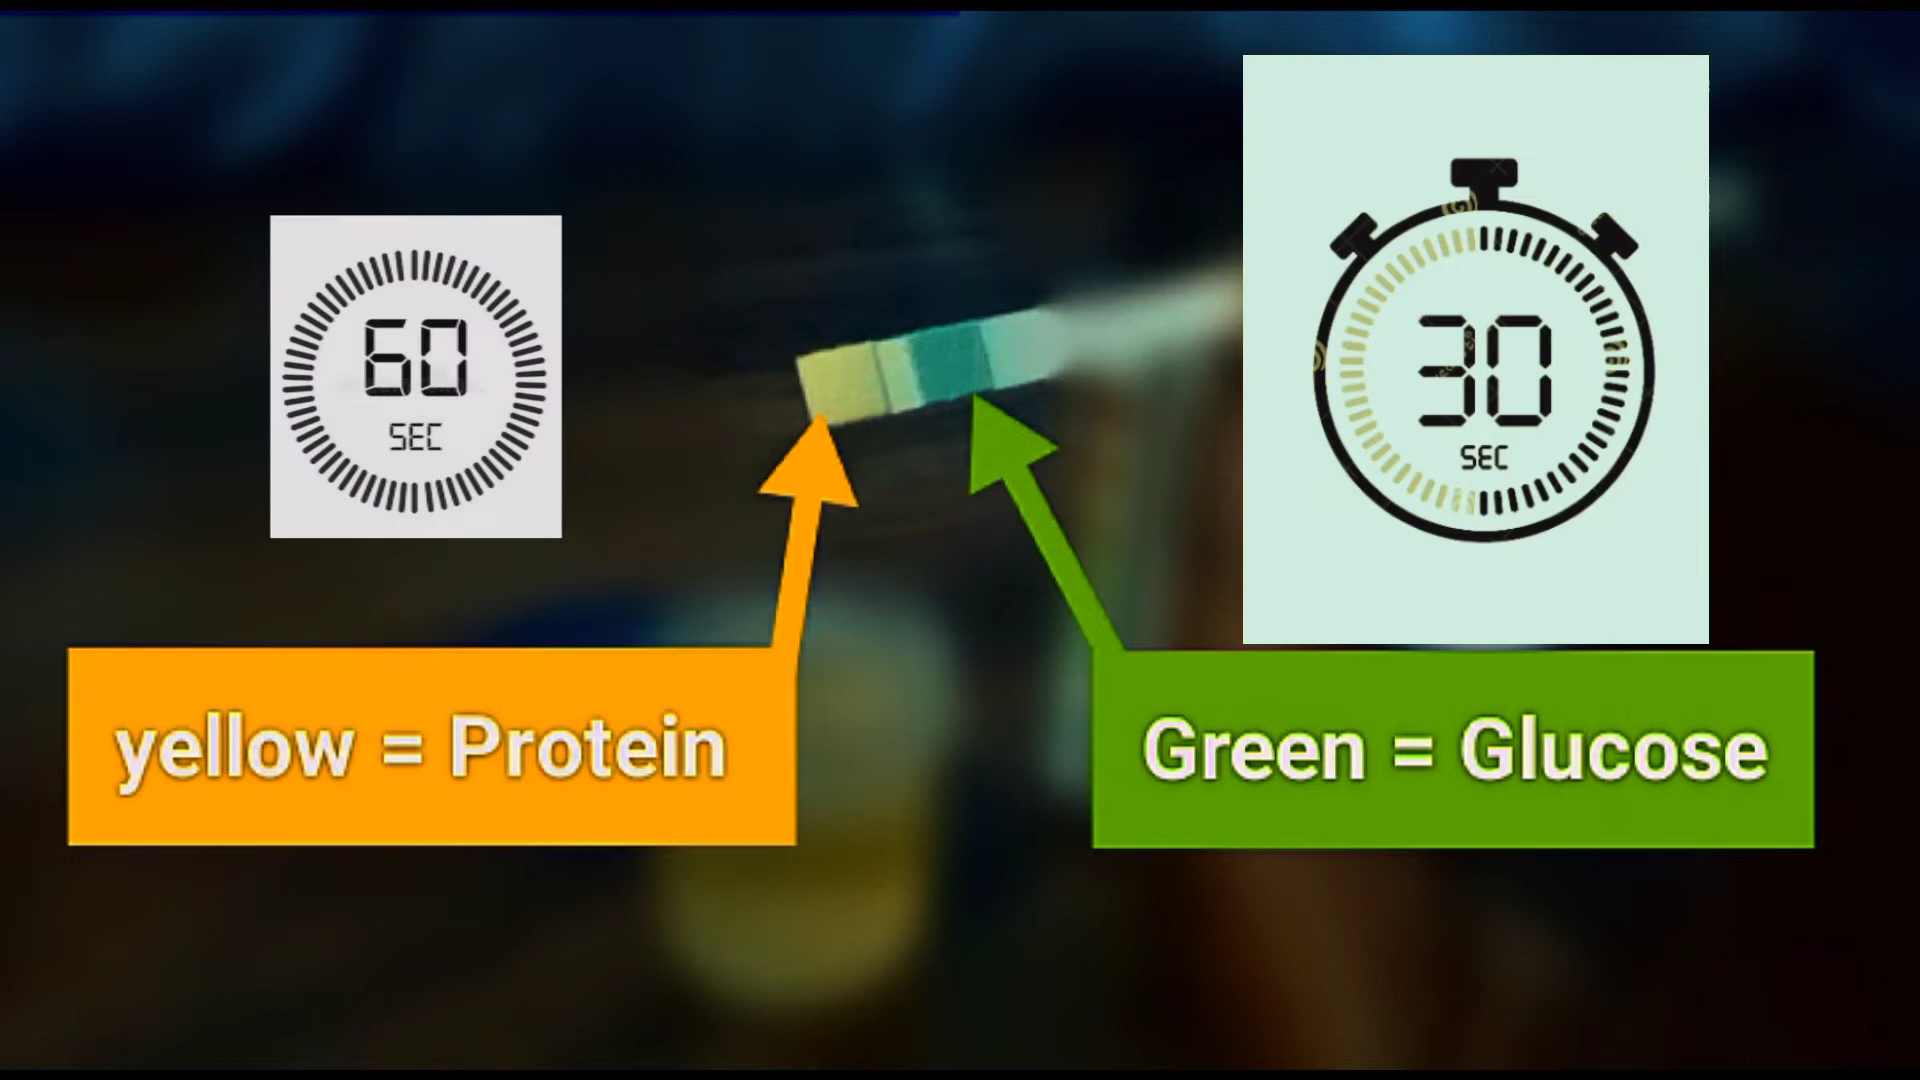 60
SEC
30
SEC
yellow = Protein
Green = Glucose